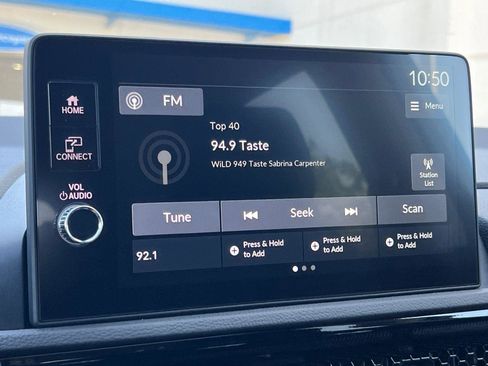 10:50
HOME
FM
Menu
Top 40
CONNECT
94.9 Taste
WiLD 949 Taste Sabrina Carpenter
Station
List
VOL
AUDIO
Tune
Seek
Scan
92.1
Press & Hold
to Add
Press & Hold
to Add
Press & Hold
to Add